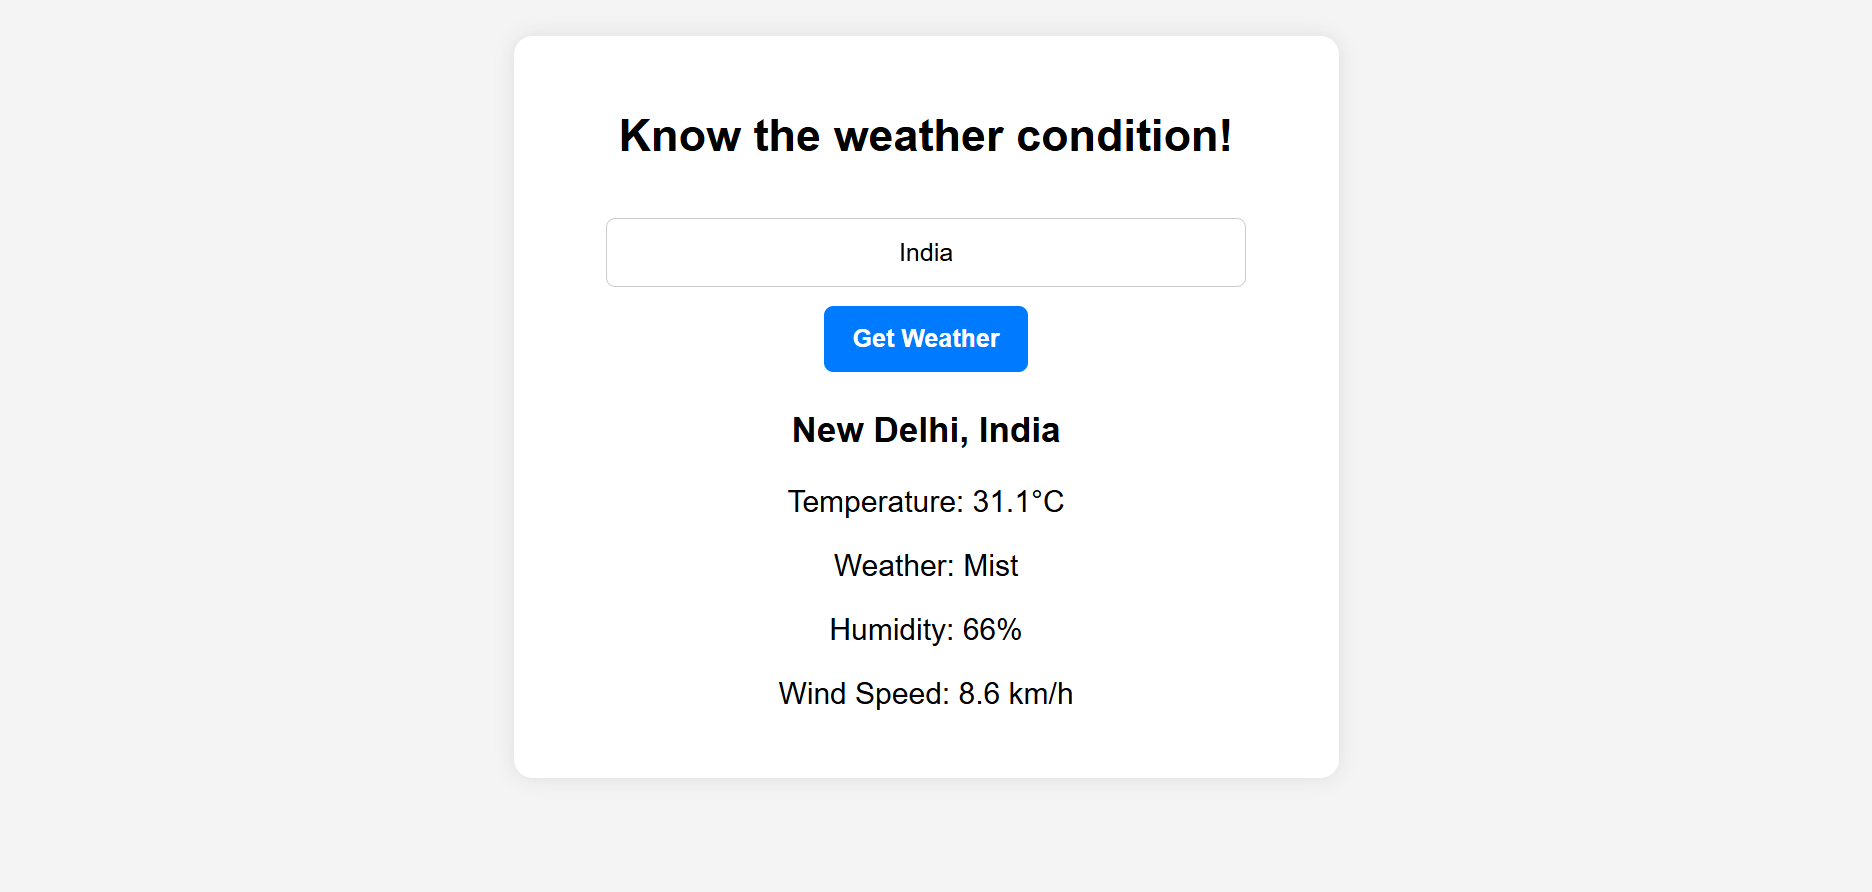 Know the weather condition!
India
Get Weather
New Delhi, India
Temperature: 31.1°C
Weather: Mist
Humidity: 66%
Wind Speed: 8.6 km/h